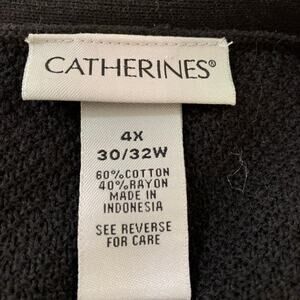 CATHERINES®
4X
30/32W
60%COTTON
40%RAYON
MADE IN
INDONESIA
SEE REVERSE
FOR CARE